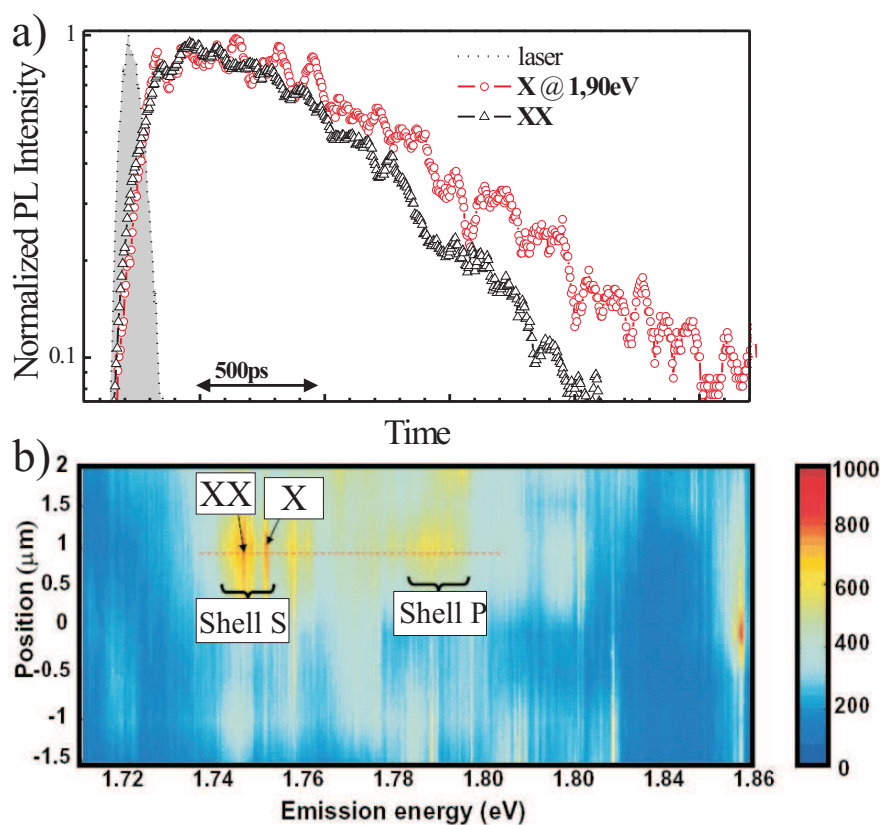 a)
Normalized PL Intensity
1
0.1
laser
X @ 1,90eV
XX
500ps
Time
b)
Position (µm)
2
1.5
1
0.5
0
-0.5
-1
-1.5
XX
X
Shell S
Shell P
1.72
1.74
1.76
1.78
1.80
1.80
1.84
1.86
Emission energy (eV)
1000
800
600
400
200
0